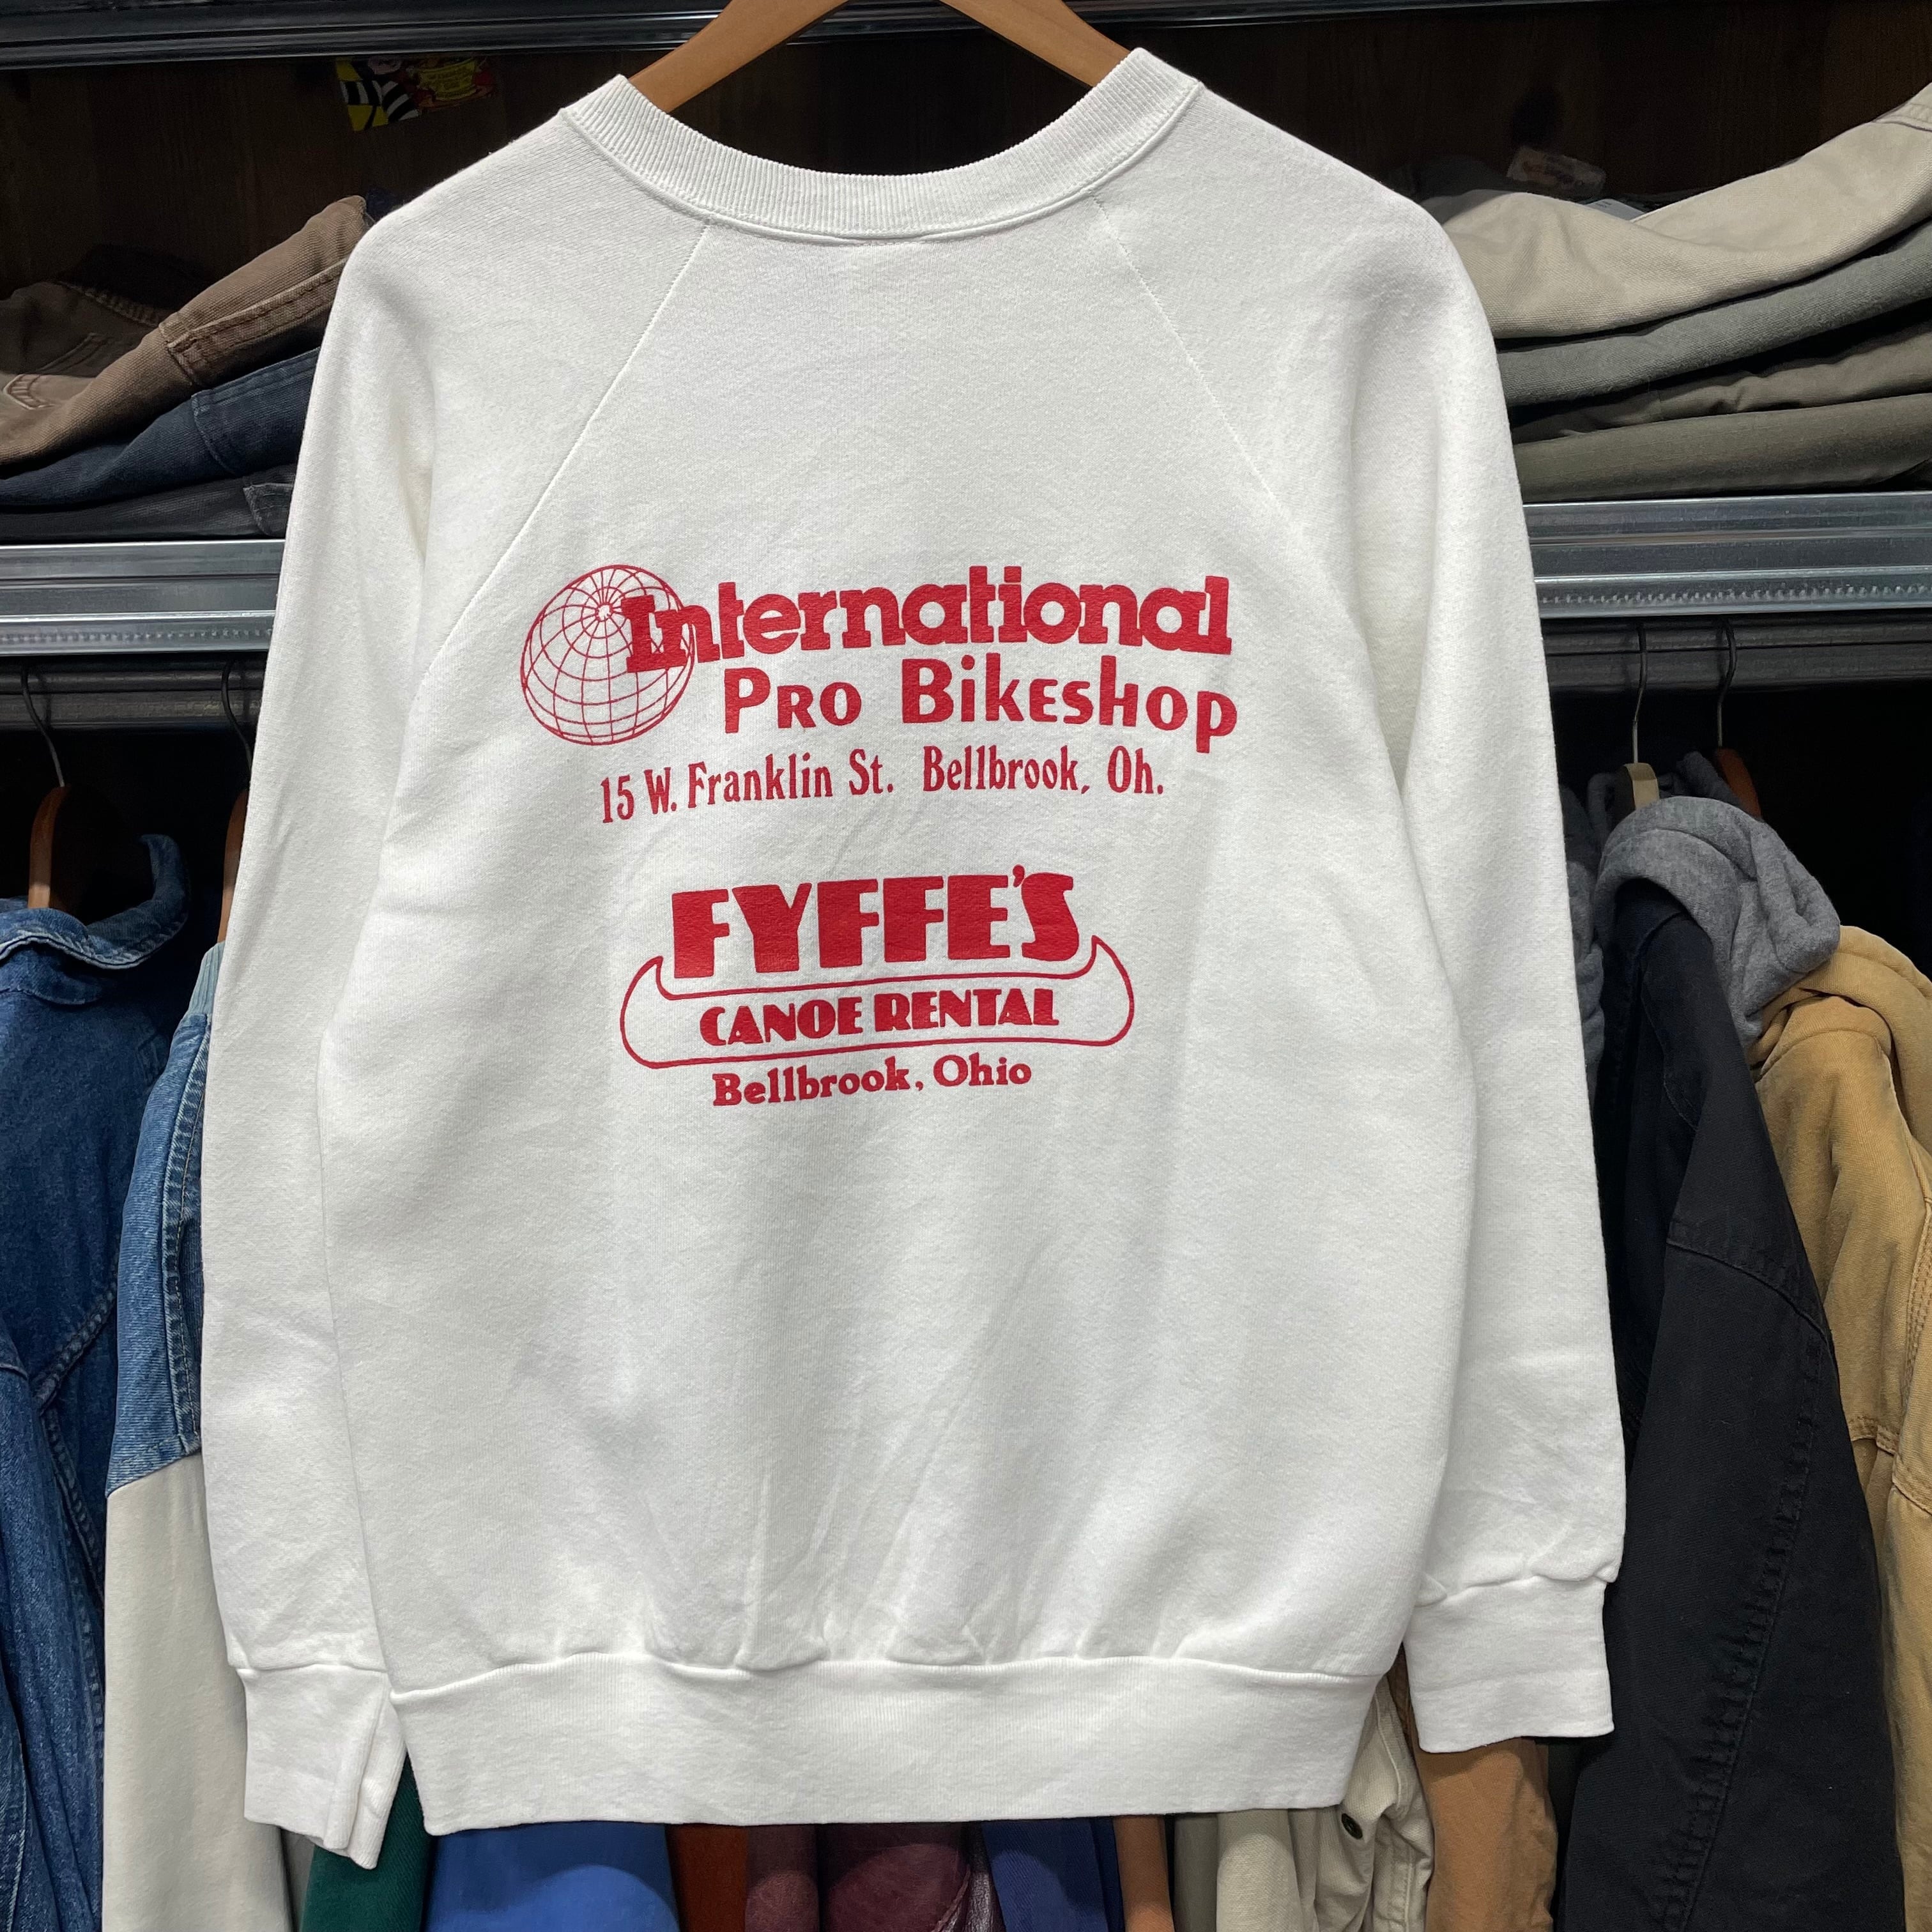 International
Pro Bikeshop
15 W. Franklin St. Bellbrook, Oh.
FYFFE'S
CANOE RENTAL
Bellbrook, Ohio